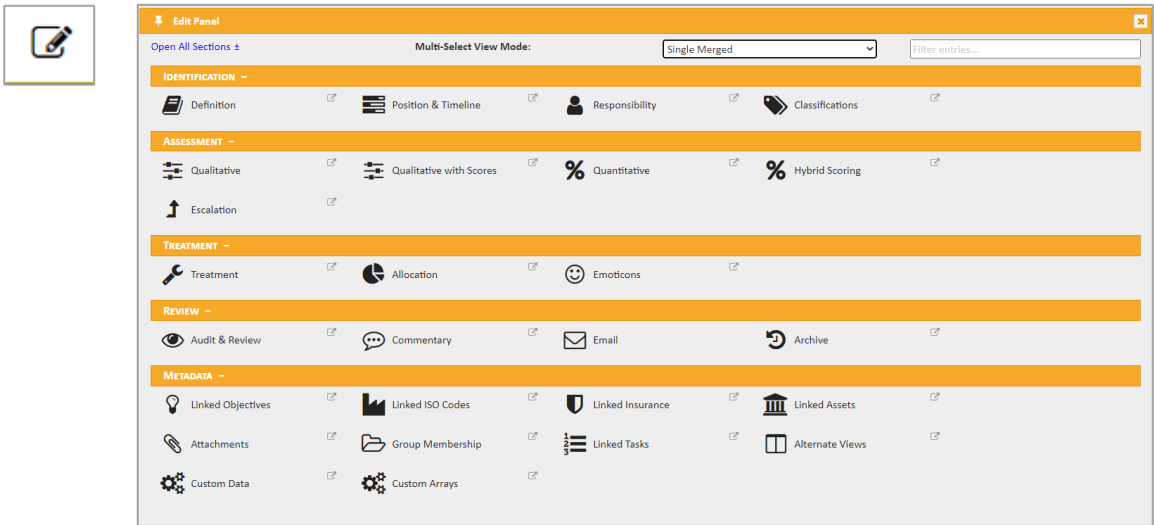 Edit Panel
Open All Sections ± Multi-Select View Mode: Single Merged Filter entries...
IDENTIFICATION –
Definition Position & Timeline Responsibility Classifications
ASSESSMENT –
Qualitative Qualitative with Scores Quantitative Hybrid Scoring
Escalation
TREATMENT –
Treatment Allocation Emoticons
REVIEW –
Audit & Review Commentary Email Archive
METADATA –
Linked Objectives Linked ISO Codes Linked Insurance Linked Assets
Attachments Group Membership Linked Tasks Alternate Views
Custom Data Custom Arrays